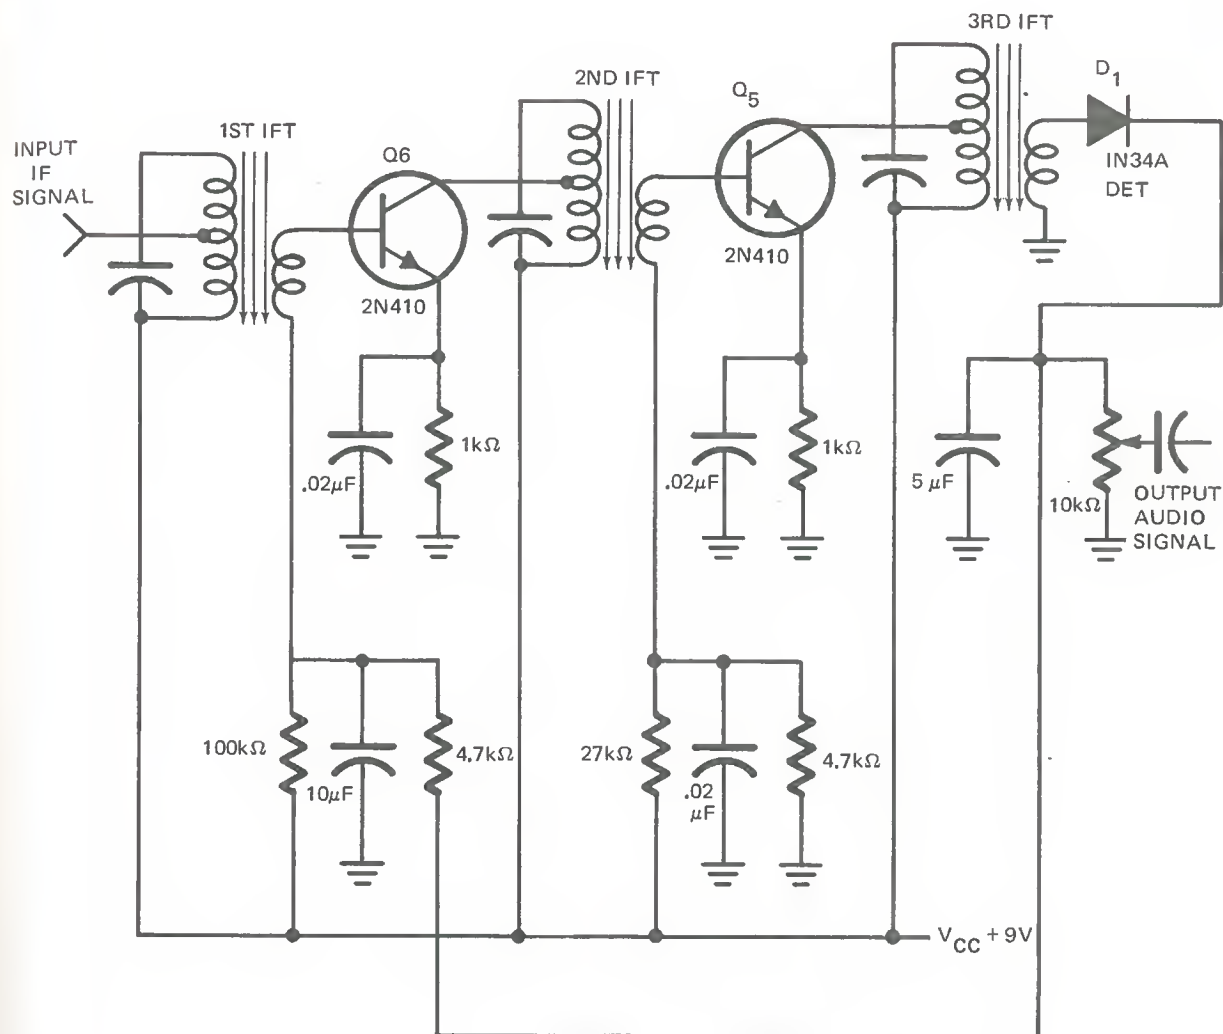 3RD IFT
2ND IFT
D1
Q5
1ST IFT
INPUT
IF
SIGNAL
Q6
IN34A
DET
2N410
2N410
1kΩ
.02μF
1kΩ
.02μF
5 μF
10kΩ
OUTPUT
AUDIO
SIGNAL
100kΩ
10μF
4.7kΩ
27kΩ
.02
μF
4.7kΩ
VCC + 9V